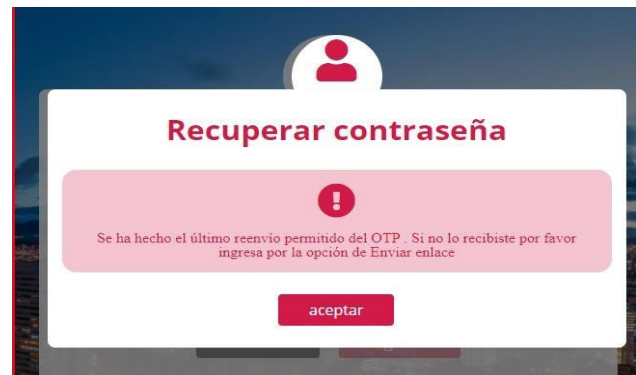 Recuperar contraseña
Se ha hecho el último reenvío permitido del OTP . Si no lo recibiste por favor
ingresa por la opción de Enviar enlace
aceptar